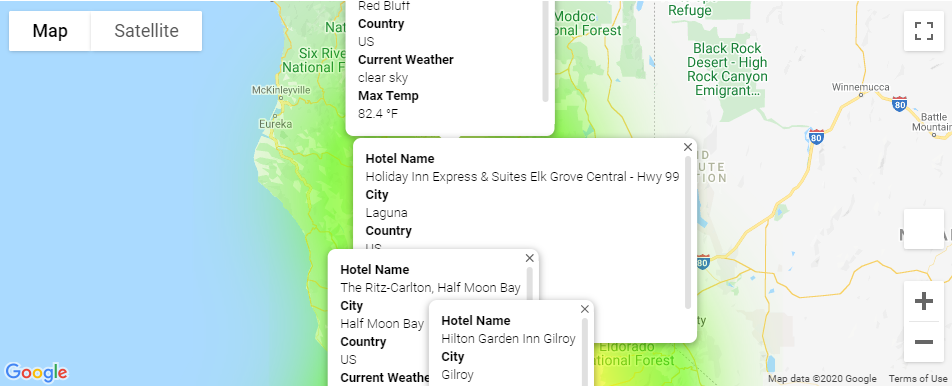 Map
Satellite
Red Bluff
Country
US
Current Weather
clear sky
Max Temp
82.4 °F
Hotel Name
Holiday Inn Express & Suites Elk Grove Central - Hwy 99
City
Laguna
Country
US
Hotel Name
The Ritz-Carlton, Half Moon Bay
City
Half Moon Bay
Country
US
Current Weathe
Hotel Name
Hilton Garden Inn Gilroy
City
Gilroy
Modoc
National Forest
Six Rive
National F
McKinleyville
Eureka
Black Rock
Desert - High
Rock Canyon
Emigrant...
Winnemucca
80
Battle
Mountain
80
80
Eldorado
National Forest
Google
Map data ©2020 Google
Terms of Use